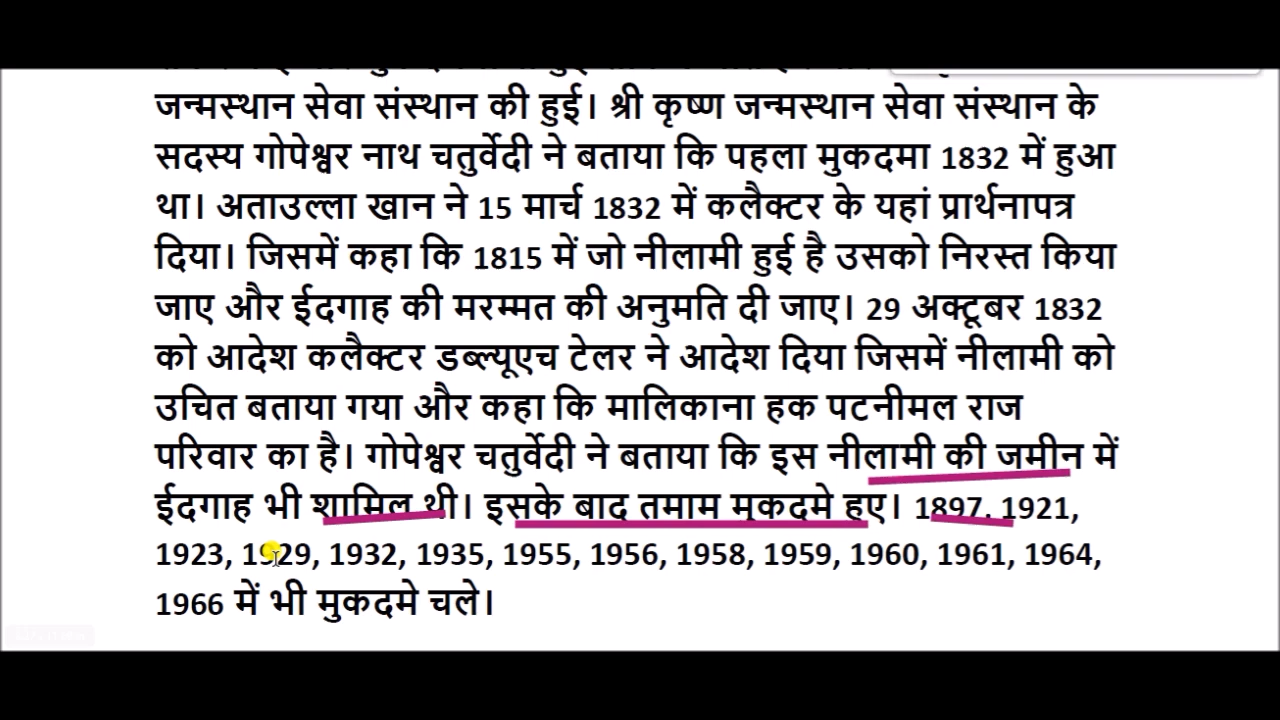 जन्मस्थान सेवा संस्थान की हुई। श्री कृष्ण जन्मस्थान सेवा संस्थान के
सदस्य गोपेश्वर नाथ चतुर्वेदी ने बताया कि पहला मुकदमा 1832 में हुआ
था। अताउल्ला खान ने 15 मार्च 1832 में कलैक्टर के यहां प्रार्थनापत्र
दिया। जिसमें कहा कि 1815 में जो नीलामी हुई है उसको निरस्त किया
जाए और ईदगाह की मरम्मत की अनुमति दी जाए। 29 अक्टूबर 1832
को आदेश कलैक्टर डब्ल्यूएच टेलर ने आदेश दिया जिसमें नीलामी को
उचित बताया गया और कहा कि मालिकाना हक पटनीमल राज
परिवार का है। गोपेश्वर चतुर्वेदी ने बताया कि इस नीलामी की जमीन में
ईदगाह भी शामिल थी। इसके बाद तमाम मुकदमे हुए। 1897, 1921,
1923, 1929, 1932, 1935, 1955, 1956, 1958, 1959, 1960, 1961, 1964,
1966 में भी मुकदमे चले।